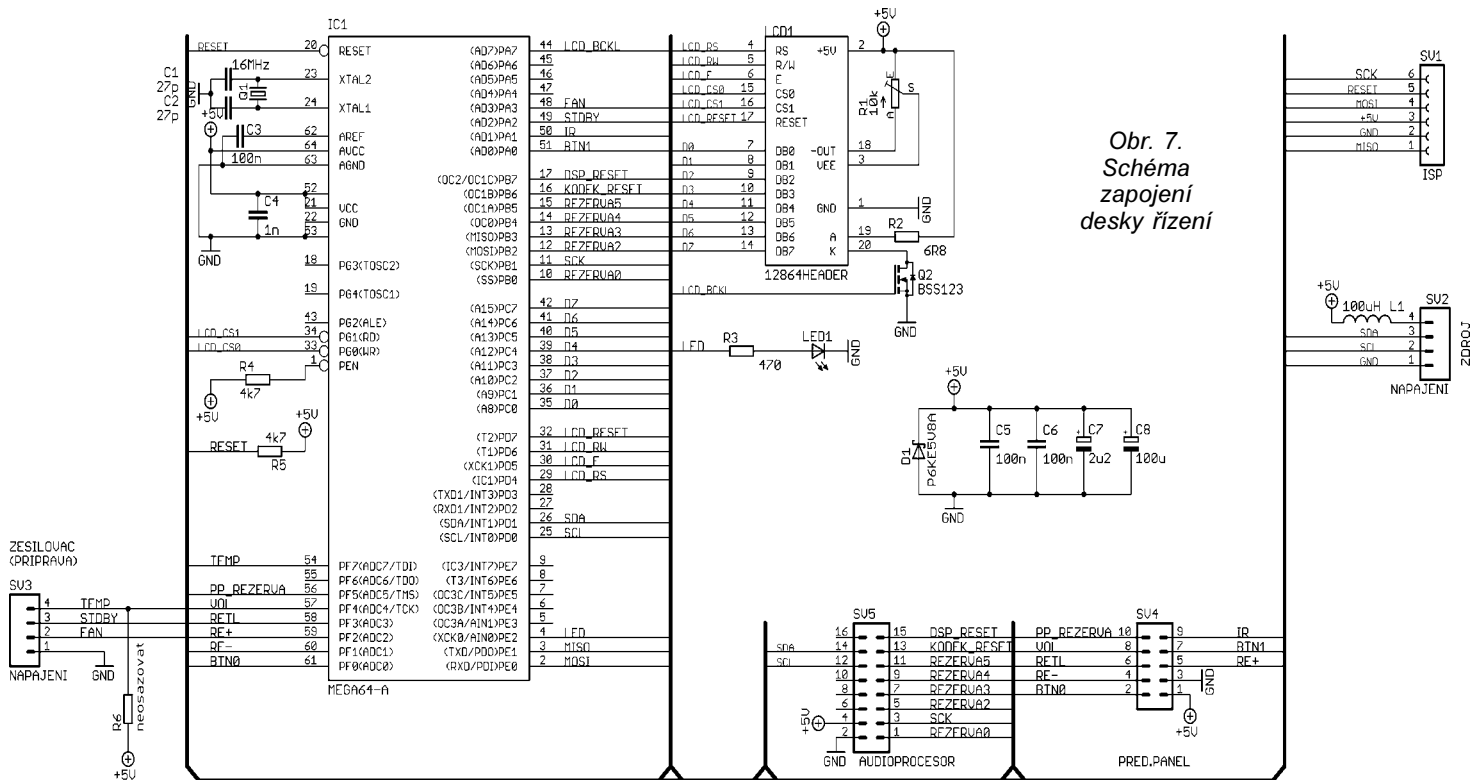 IC1
RESET 20 RESET (AD7)PA7 44 LCD_BCKL
(AD6)PA6 45
16MHz
C1
27p
C2
27p
GND
Q1
23 XTAL2 (AD5)PA5 46
(AD4)PA4 47
24 XTAL1 (AD3)PA3 48 FAN
+5V
(AD2)PA2 49 STDBY
C3
100n
62 AREF (AD1)PA1 50 IR
64 AVCC (AD0)PA0 51 BTN1
63 AGND
(OC2/OC1C)PB7 17 DSP_RESET
52 (OC1B)PB6 16 KODEK_RESET
21 VCC (OC1A)PB5 15 REZERVA5
22 GND (OC0)PB4 14 REZERVA4
53 (MISO)PB3 13 REZERVA3
C4
1n
GND
(MOSI)PB2 12 REZERVA2
18 PG3(TOSC2) (SCK)PB1 11 SCK
(SS)PB0 10 REZERVA0
19 PG4(TOSC1)
(A15)PC7 42 D7
43 PG2(ALE) (A14)PC6 41 D6
LCD_CS1 34 PG1(RD) (A13)PC5 40 D5
LCD_CS0 33 PG0(WR) (A12)PC4 39 D4
1 PEN (A11)PC3 38 D3
R4
4k7
+5V
(A10)PC2 37 D2
(A9)PC1 36 D1
(A8)PC0 35 D0
+5V
RESET
4k7
R5
(T2)PD7 32 LCD_RESET
(T1)PD6 31 LCD_RW
(XCK1)PD5 30 LCD_E
(IC1)PD4 29 LCD_RS
(TXD1/INT3)PD3 28
(RXD1/INT2)PD2 27
(SDA/INT1)PD1 26 SDA
(SCL/INT0)PD0 25 SCL
TEMP 54 PF7(ADC7/TDI) (IC3/INT7)PE7 9
55 PF6(ADC6/TDO) (T3/INT6)PE6 8
PP_REZERVA 56 PF5(ADC5/TMS) (OC3C/INT5)PE5 7
VOL 57 PF4(ADC4/TCK) (OC3B/INT4)PE4 6
RETL 58 PF3(ADC3) (OC3A/AIN1)PE3 5
RE+ 59 PF2(ADC2) (XCK0/AIN0)PE2 4 LED
RE- 60 PF1(ADC1) (TXD/PDO)PE1 3 MISO
BTN0 61 PF0(ADC0) (RXD/PDI)PE0 2 MOSI
MEGA64-A
ZESILOVAC
(PRIPRAVA)
SV3
4 TEMP
3 STDBY
2 FAN
1
NAPAJENI GND
R6
neosazovat
+5V
LCD1
+5V
LCD_RS 4 RS +5V 2
LCD_RW 5 R/W
LCD_E 6 E
LCD_CS0 15 CS0
LCD_CS1 16 CS1
LCD_RESET 17 RESET
R1
10k
E
S
A
D0 7 DB0 -OUT 18
D1 8 DB1 VEE 3
D2 9 DB2
D3 10 DB3
D4 11 DB4 GND 1 GND
D5 12 DB5
D6 13 DB6 A 19 R2
D7 14 DB7 K 20 6R8
12864HEADER
LCD_BCKL
Q2
BSS123
GND
LED R3 LED1
470
GND
+5V
D1
P6KE5V8A
C5
100n
C6
100n
C7
2u2
C8
100u
GND
Obr. 7.
Schéma
zapojení
desky řízení
SV1
SCK 6
RESET 5
MOSI 4
+5V 3
GND 2
MISO 1
ISP
+5V
100uH L1
SV2
4
SDA 3
SCL 2
GND 1
NAPAJENI
ZDROJ
SV5
16 15 DSP_RESET
SDA 14 13 KODEK_RESET
SCL 12 11 REZERVA5
10 9 REZERVA4
8 7 REZERVA3
6 5 REZERVA2
+5V 4 3 SCK
2 1 REZERVA0
GND AUDIOPROCESOR
SV4
PP_REZERVA 10 9 IR
VOL 8 7 BTN1
RETL 6 5 RE+
RE- 4 3 GND
BTN0 2 1
+5V
PRED.PANEL